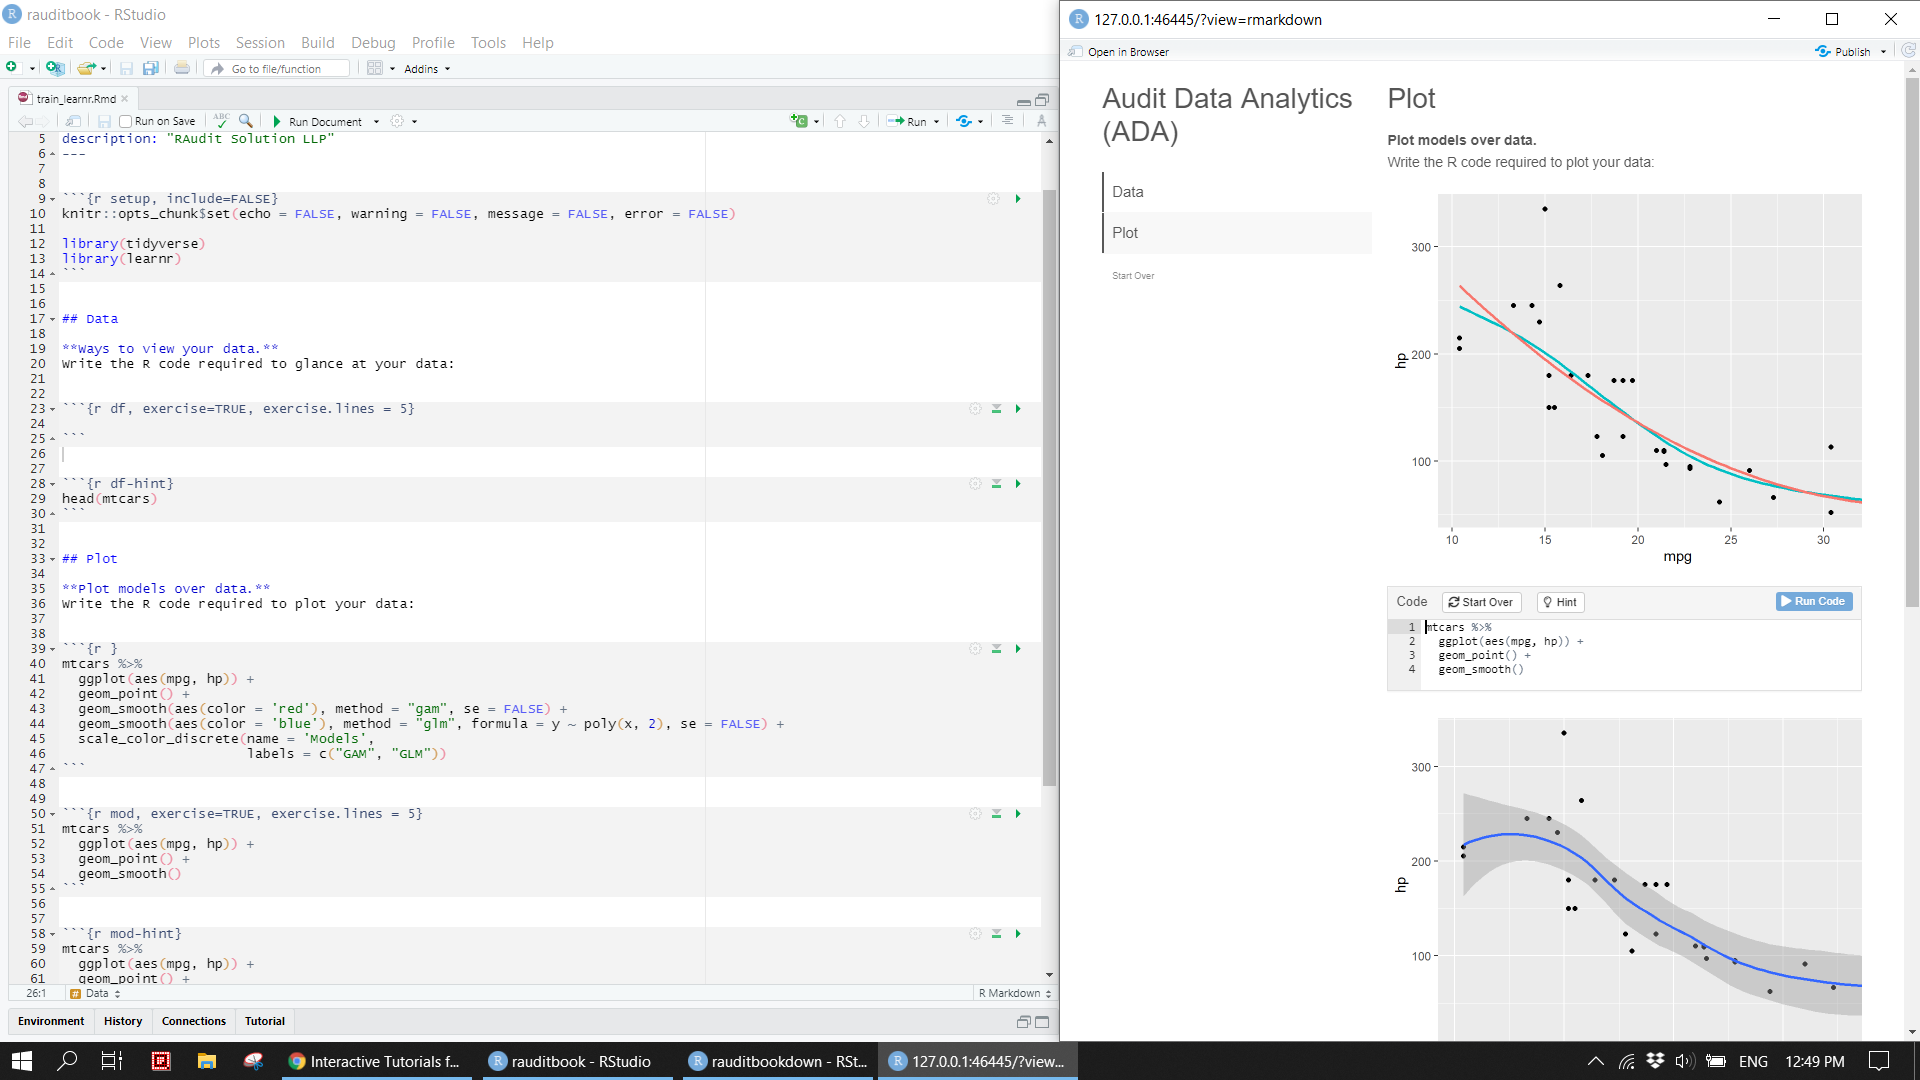 rauditbook - RStudio
File Edit Code View Plots Session Build Debug Profile Tools Help
Go to file/function
Addins
train_learnr.Rmd
Run on Save
ABC
Run Document
Run
5 description: "RAudit Solution LLP"
6 ---
7
8
9 ```{r setup, include=FALSE}
10 knitr::opts_chunk$set(echo = FALSE, warning = FALSE, message = FALSE, error = FALSE)
11
12 library(tidyverse)
13 library(learnr)
14 ```
15
16
17 ## Data
18
19 **Ways to view your data.**
20 Write the R code required to glance at your data:
21
22
23 ```{r df, exercise=TRUE, exercise.lines = 5}
24
25 ```
26
27
28 ```{r df-hint}
29 head(mtcars)
30 ```
31
32
33 ## Plot
34
35 **Plot models over data.**
36 Write the R code required to plot your data:
37
38
39 ```{r }
40 mtcars %>%
41 ggplot(aes(mpg, hp)) +
42 geom_point() +
43 geom_smooth(aes(color = 'red'), method = "gam", se = FALSE) +
44 geom_smooth(aes(color = 'blue'), method = "glm", formula = y ~ poly(x, 2), se = FALSE) +
45 scale_color_discrete(name = 'Models',
46 labels = c("GAM", "GLM"))
47 ```
48
49
50 ```{r mod, exercise=TRUE, exercise.lines = 5}
51 mtcars %>%
52 ggplot(aes(mpg, hp)) +
53 geom_point() +
54 geom_smooth()
55 ```
56
57
58 ```{r mod-hint}
59 mtcars %>%
60 ggplot(aes(mpg, hp)) +
61 geom_point() +
26:1 # Data R Markdown
Environment History Connections Tutorial
127.0.0.1:46445/?view=rmarkdown
Open in Browser
Publish
Audit Data Analytics
(ADA)
Data
Plot
Start Over
Plot
Plot models over data.
Write the R code required to plot your data:
300
200
100
hp
10 15 20 25 30
mpg
Code Start Over Hint Run Code
1 mtcars %>%
2 ggplot(aes(mpg, hp)) +
3 geom_point() +
4 geom_smooth()
300
200
100
hp
Interactive Tutorials f...
rauditbook - RStudio
rauditbookdown - RSt...
127.0.0.1:46445/?view...
ENG
12:49 PM